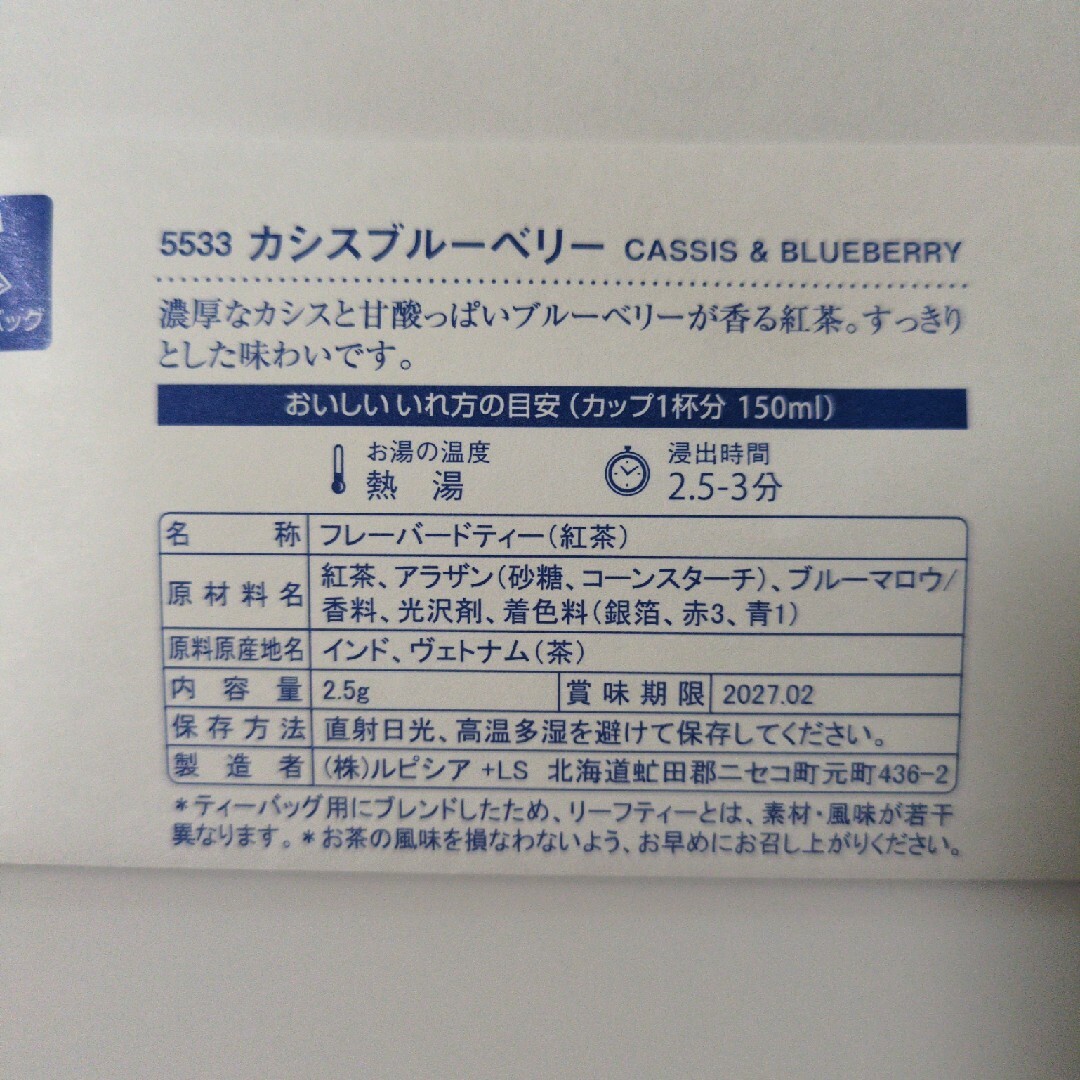 バッグ
5533 カシスブルーベリー CASSIS & BLUEBERRY
濃厚なカシスと甘酸っぱいブルーベリーが香る紅茶。すっきり
とした味わいです。
おいしいいれ方の目安(カップ1杯分 150ml)
お湯の温度
熱 湯
浸出時間
2.5-3分
名 称 フレーバードティー(紅茶)
原材料名 紅茶、アラザン(砂糖、コーンスターチ)、ブルーマロウ/
香料、光沢剤、着色料(銀箔、赤3、青1)
原料原産地名 インド、ヴェトナム(茶)
内容量 2.5g 賞味期限 2027.02
保存方法 直射日光、高温多湿を避けて保存してください。
製造者 (株)ルピシア +LS 北海道虻田郡ニセコ町元町436-2
*ティーバッグ用にブレンドしたため、リーフティーとは、素材・風味が若干
異なります。*お茶の風味を損なわないよう、お早めにお召し上がりください。